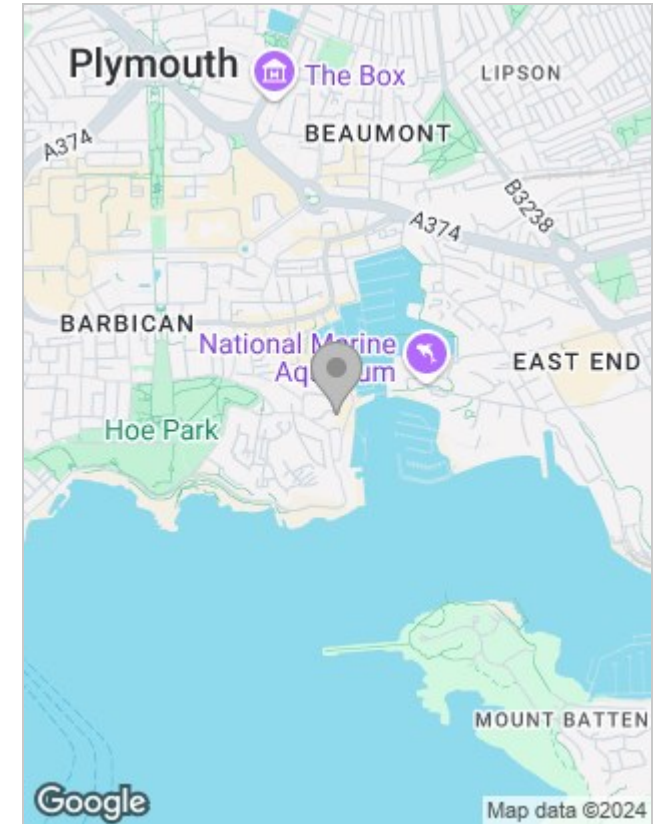 Plymouth
The Box
LIPSON
BEAUMONT
A374
B3238
A374
BARBICAN
National Marine
Aquarium
EAST END
Hoe Park
MOUNT BATTEN
Google
Map data ©2024